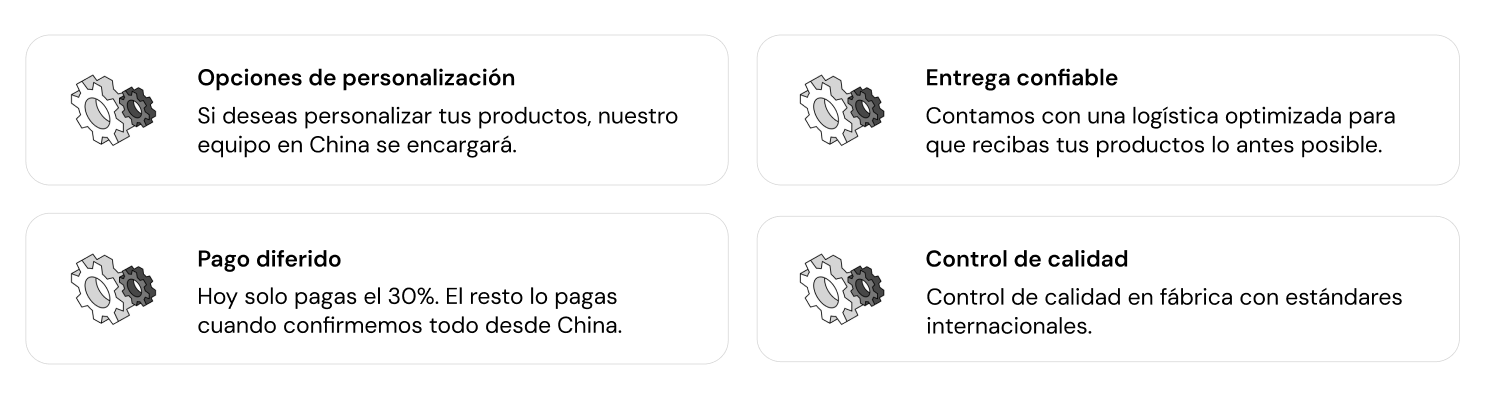 Opciones de personalización
Si deseas personalizar tus productos, nuestro
equipo en China se encargará.
Entrega confiable
Contamos con una logística optimizada para
que recibas tus productos lo antes posible.
Pago diferido
Hoy solo pagas el 30%. El resto lo pagas
cuando confirmemos todo desde China.
Control de calidad
Control de calidad en fábrica con estándares
internacionales.